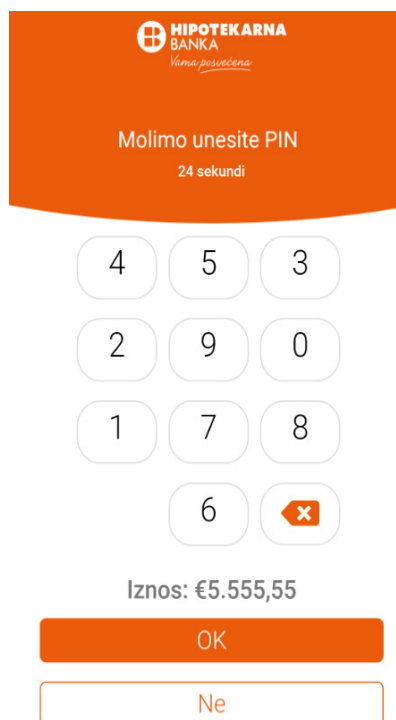 HIPOTEKARNA
BANKA
Vama posvećena
Molimo unesite PIN
24 sekundi
4 5 3
2 9 0
1 7 8
6
Iznos: €5.555,55
OK
Ne